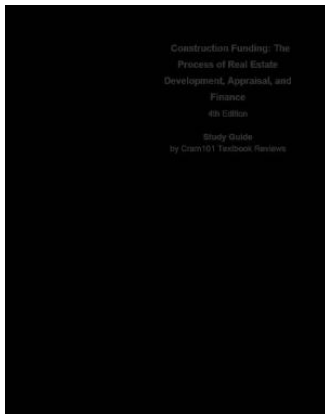 Construction Funding: The
Process of Real Estate
Development, Appraisal, and
Finance
4th Edition
Study Guide
by Cram101 Textbook Reviews